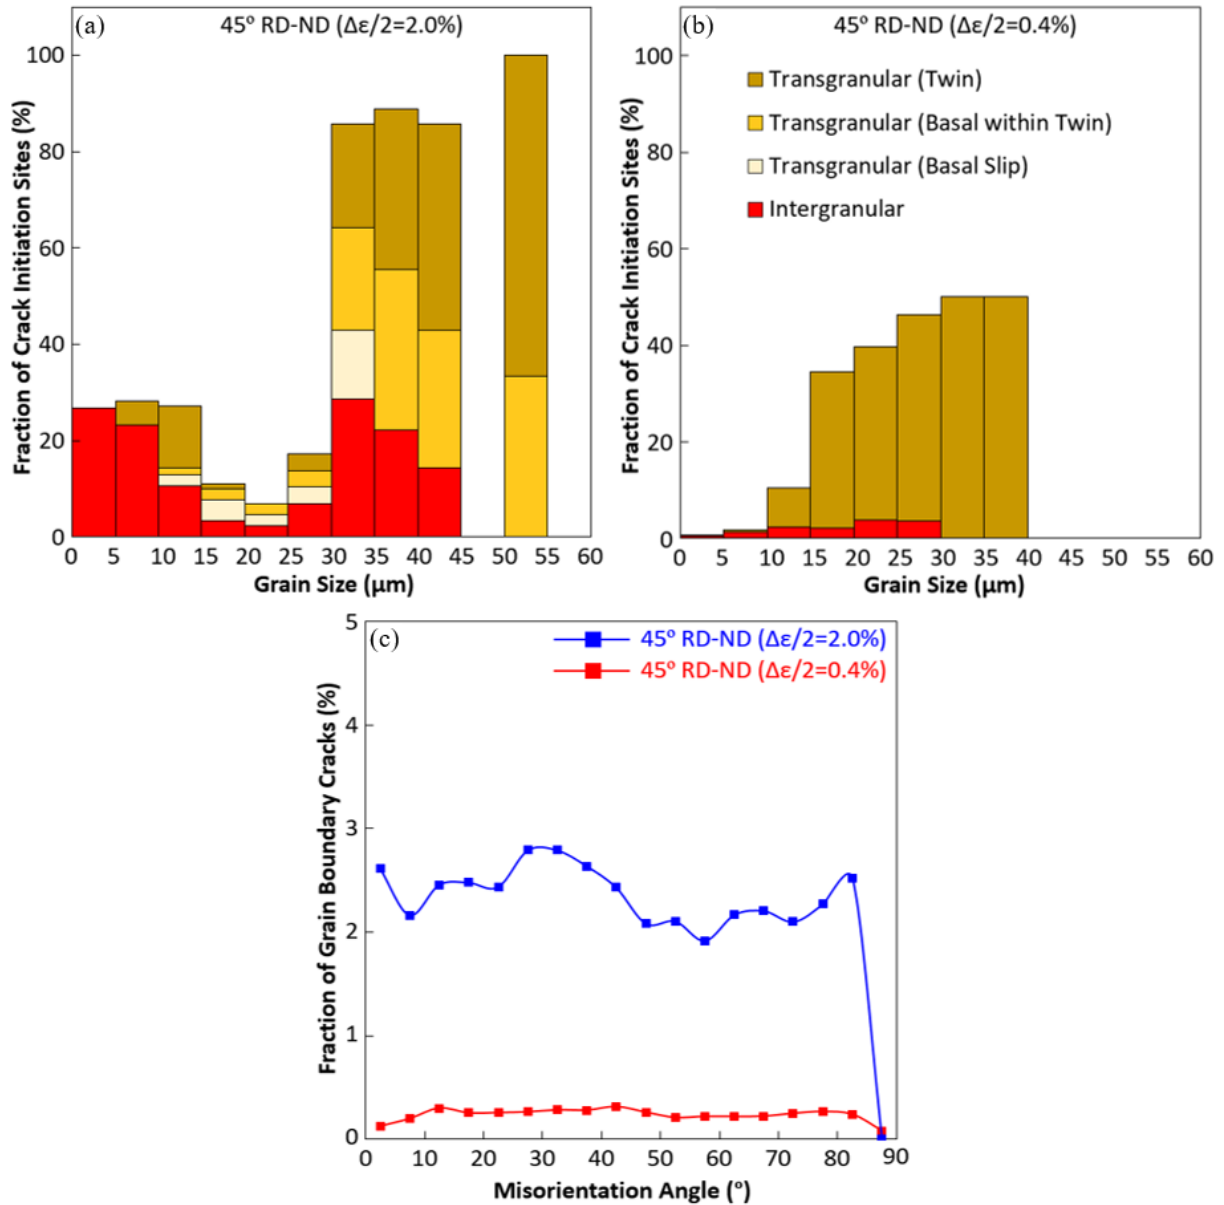 (a)
45º RD-ND (Δε/2=2.0%)
Fraction of Crack Initiation Sites (%)
100
80
60
40
20
0
0 5 10 15 20 25 30 35 40 45 50 55 60
Grain Size (µm)
(b)
45º RD-ND (Δε/2=0.4%)
Transgranular (Twin)
Transgranular (Basal within Twin)
Transgranular (Basal Slip)
Intergranular
Fraction of Crack Initiation Sites (%)
100
80
60
40
20
0
0 5 10 15 20 25 30 35 40 45 50 55 60
Grain Size (µm)
(c)
45º RD-ND (Δε/2=2.0%)
45º RD-ND (Δε/2=0.4%)
Fraction of Grain Boundary Cracks (%)
5
4
3
2
1
0
0 10 20 30 40 50 60 70 80 90
Misorientation Angle (°)